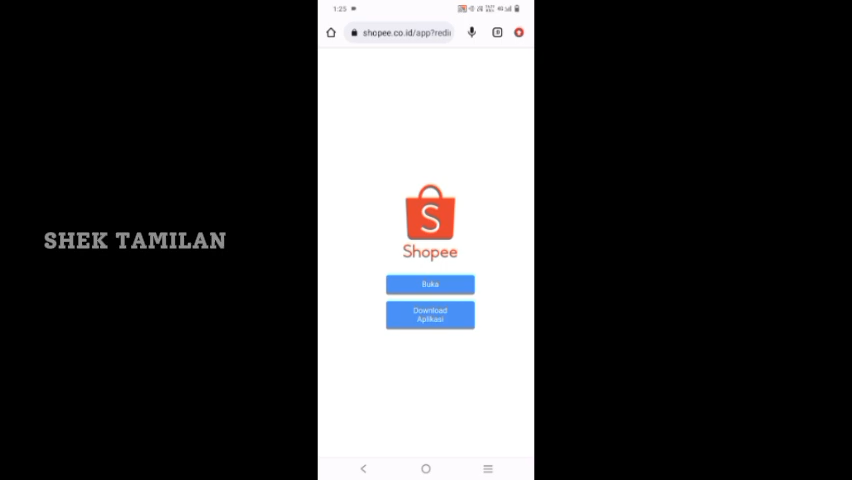 1:25
shopee.co.id/app?redi
SHEK TAMILAN
S
Shopee
Buka
Download
Aplikasi